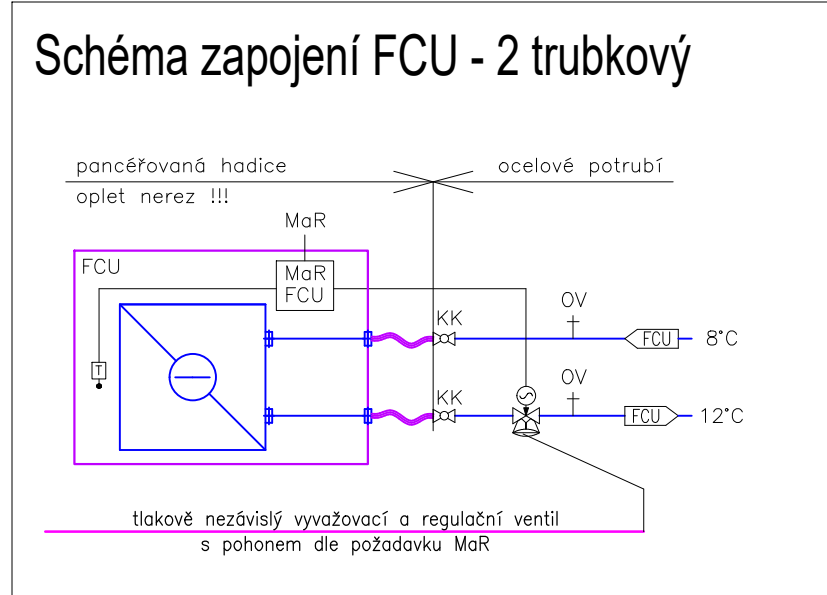 Schéma zapojení FCU - 2 trubkový
pancéřovaná hadice
ocelové potrubí
oplet nerez !!!
MaR
FCU
MaR
FCU
T
KK
OV
FCU
8°C
KK
OV
FCU
12°C
tlakově nezávislý vyvažovací a regulační ventil
s pohonem dle požadavku MaR